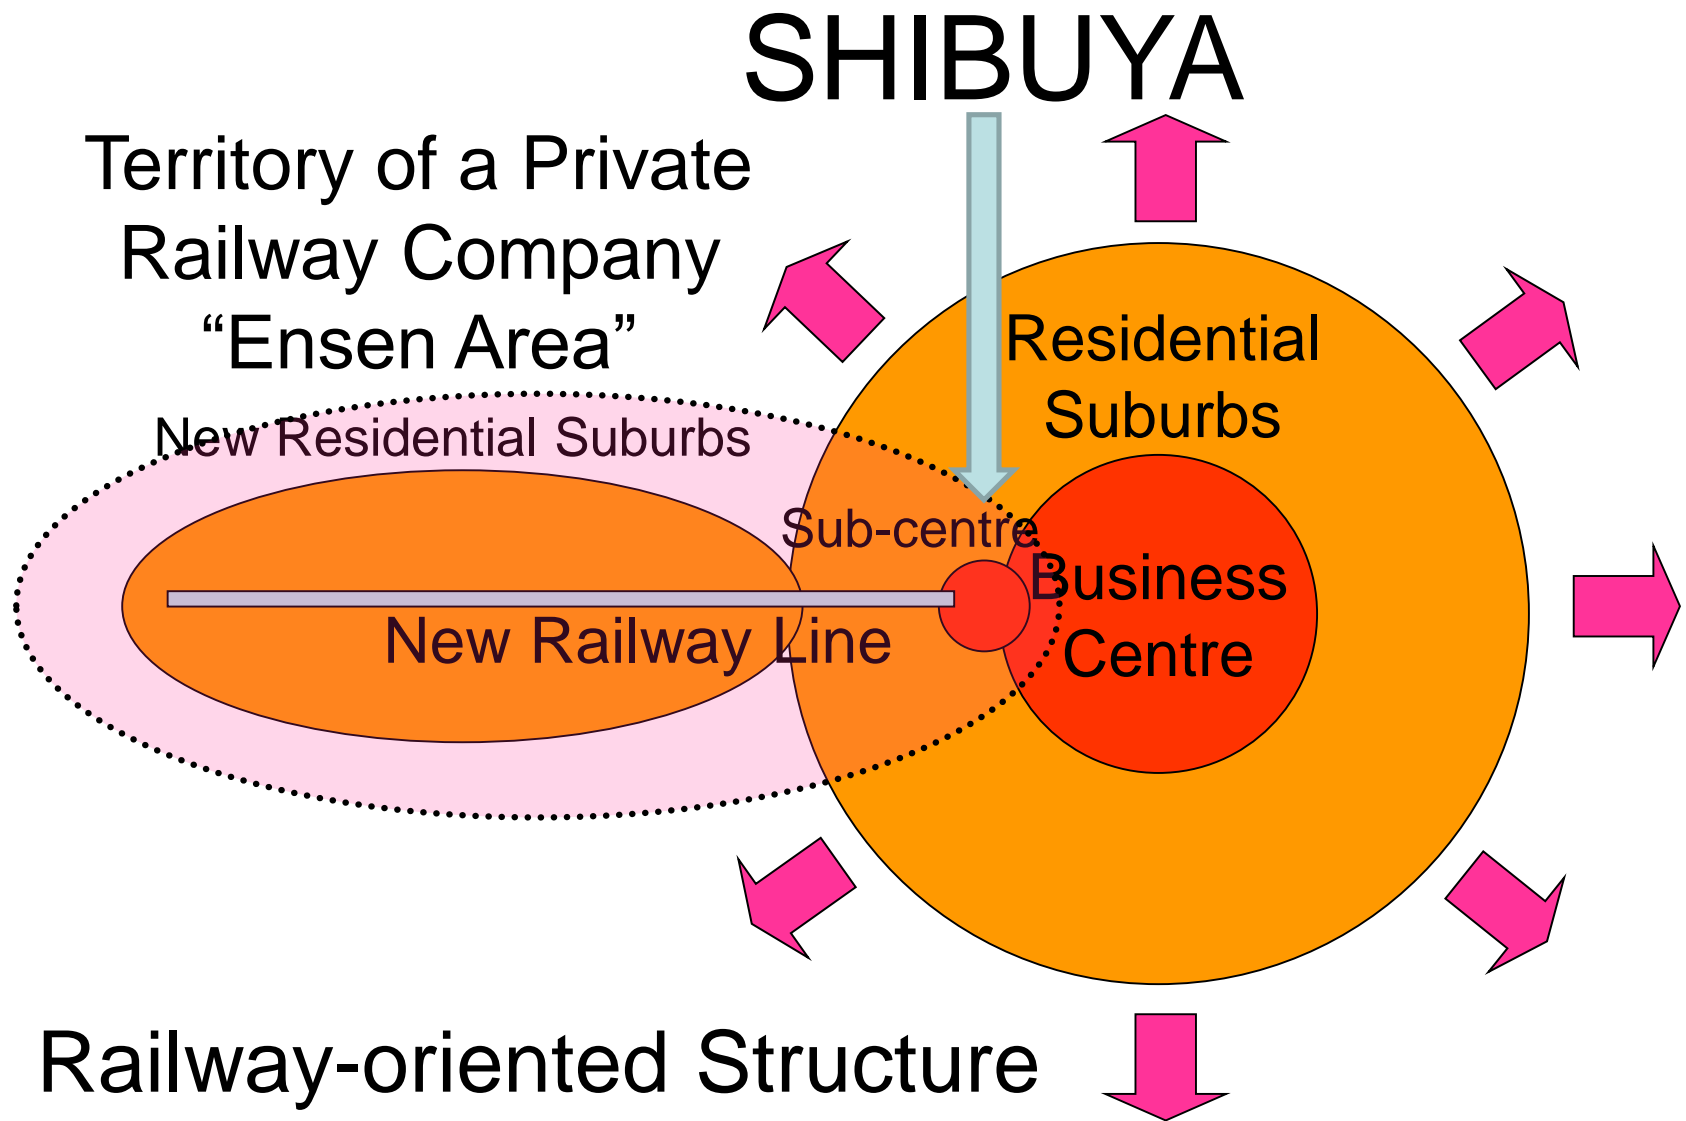 SHIBUYA
Territory of a Private
Railway Company
“Ensen Area”
Residential
Suburbs
New Residential Suburbs
Sub-centre
Business
Centre
New Railway Line
Railway-oriented Structure